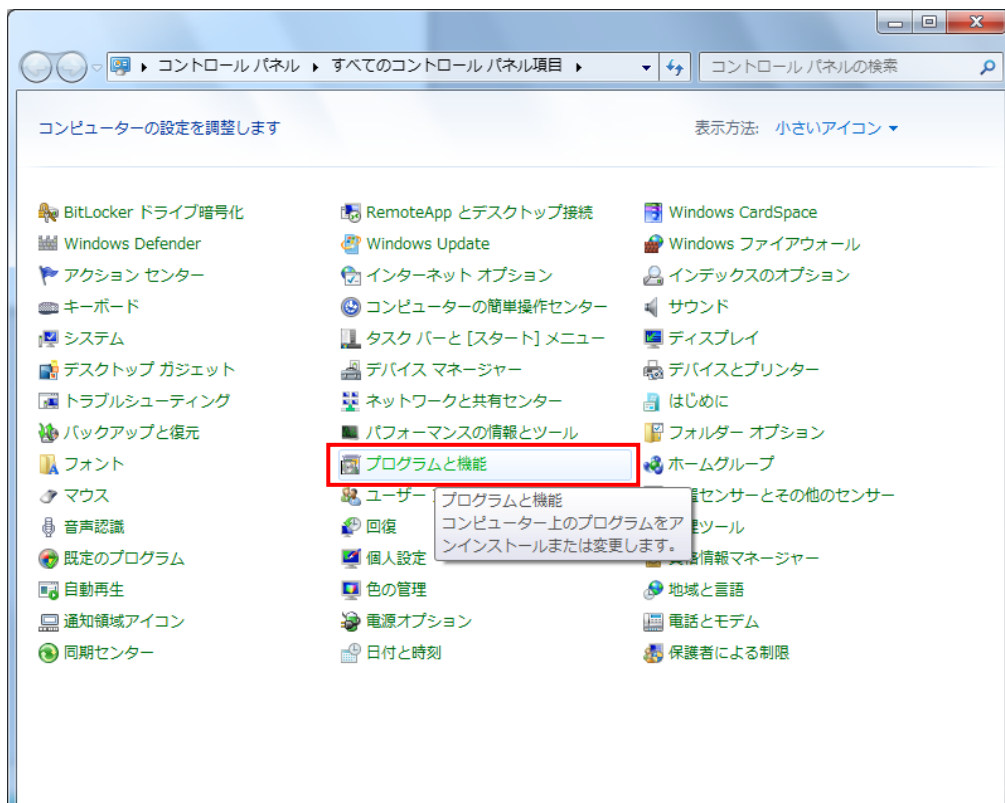 コントロール パネル ▸ すべてのコントロール パネル項目 ▸
コントロール パネルの検索
コンピューターの設定を調整します
表示方法: 小さいアイコン
BitLocker ドライブ暗号化
RemoteApp とデスクトップ接続
Windows CardSpace
Windows Defender
Windows Update
Windows ファイアウォール
アクション センター
インターネット オプション
インデックスのオプション
キーボード
コンピューターの簡単操作センター
サウンド
システム
タスク バーと [スタート] メニュー
ディスプレイ
デスクトップ ガジェット
デバイス マネージャー
デバイスとプリンター
トラブルシューティング
ネットワークと共有センター
はじめに
バックアップと復元
パフォーマンスの情報とツール
フォルダー オプション
フォント
プログラムと機能
ホームグループ
マウス
ユーザー
センサーとその他のセンサー
プログラムと機能
コンピューター上のプログラムをア
ンインストールまたは変更します。
音声認識
回復
ツール
既定のプログラム
個人設定
情報マネージャー
自動再生
色の管理
地域と言語
通知領域アイコン
電源オプション
電話とモデム
同期センター
日付と時刻
保護者による制限